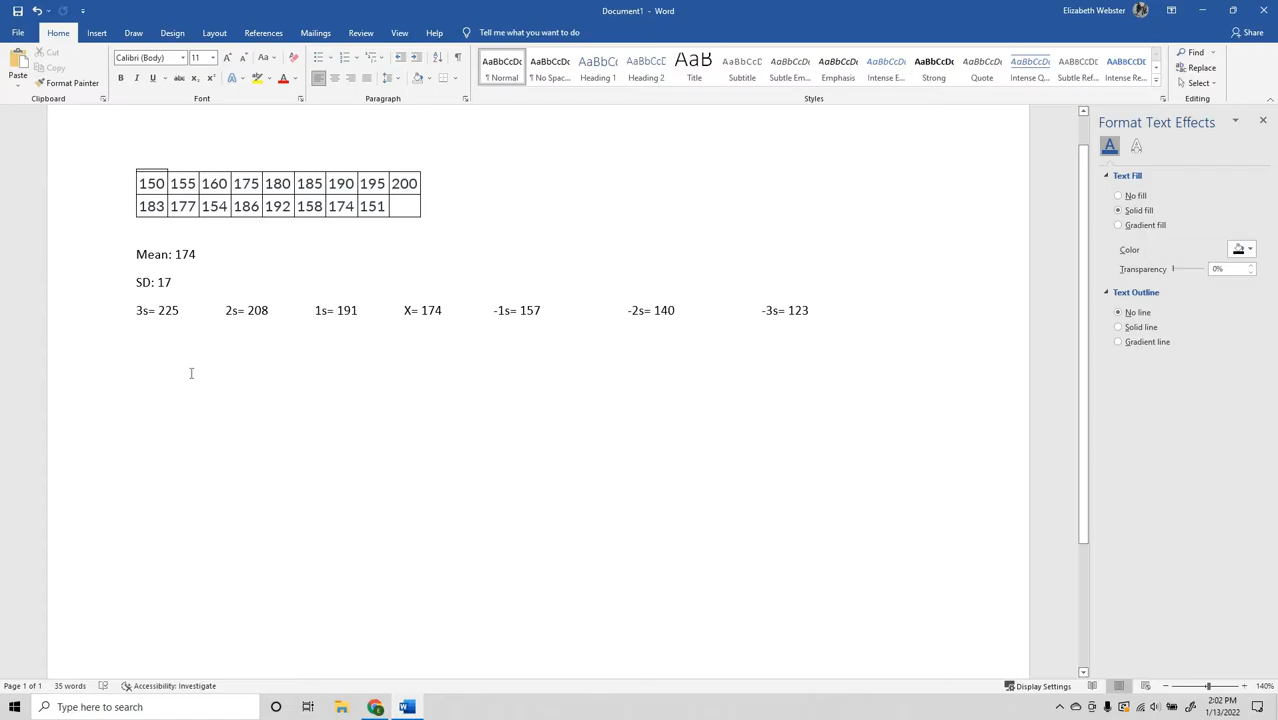 Document1 - Word
Elizabeth Webster
File Home Insert Draw Design Layout References Mailings Review View Help Tell me what you want to do Share
Paste
Cut
Copy
Format Painter
Clipboard
Calibri (Body) 11
Font
Paragraph
AaBbCcDc AaBbCcDc AaBbCc AaBbCcD AaB AaBbCcD AaBbCcDc AaBbCcDc AaBbCcDc AaBbCcDc AaBbCcDc AaBbCcDc AaBbCcDc AaBbCcDc
¶ Normal ¶ No Spac... Heading 1 Heading 2 Title Subtitle Subtle Em... Emphasis Intense E... Strong Quote Intense Q... Subtle Ref... Intense Re...
Styles
Find
Replace
Select
Editing
150 155 160 175 180 185 190 195 200
183 177 154 186 192 158 174 151
Mean: 174
SD: 17
3s= 225 2s= 208 1s= 191 X= 174 -1s= 157 -2s= 140 -3s= 123
Format Text Effects
Text Fill
No fill
Solid fill
Gradient fill
Color
Transparency 0%
Text Outline
No line
Solid line
Gradient line
Page 1 of 1 35 words Accessibility: Investigate Display Settings 140%
Type here to search
2:02 PM
1/13/2022